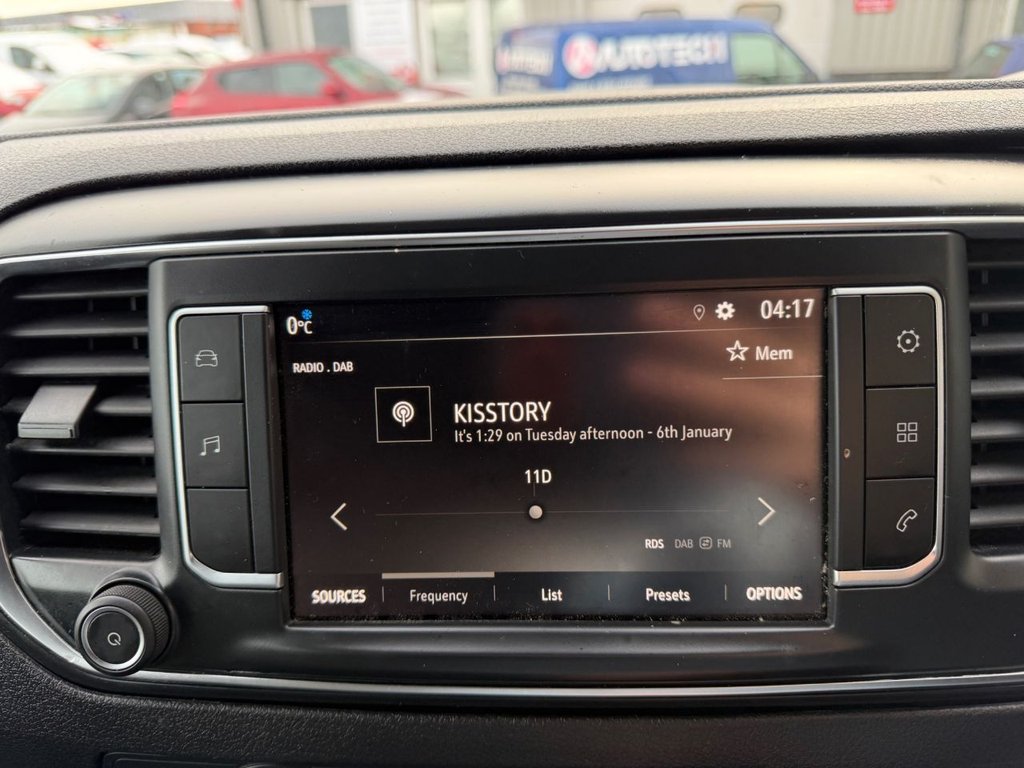 AUTOTECH
0°C
04:17
RADIO . DAB
Mem
KISSTORY
It's 1:29 on Tuesday afternoon - 6th January
11D
RDS DAB FM
SOURCES Frequency List Presets OPTIONS